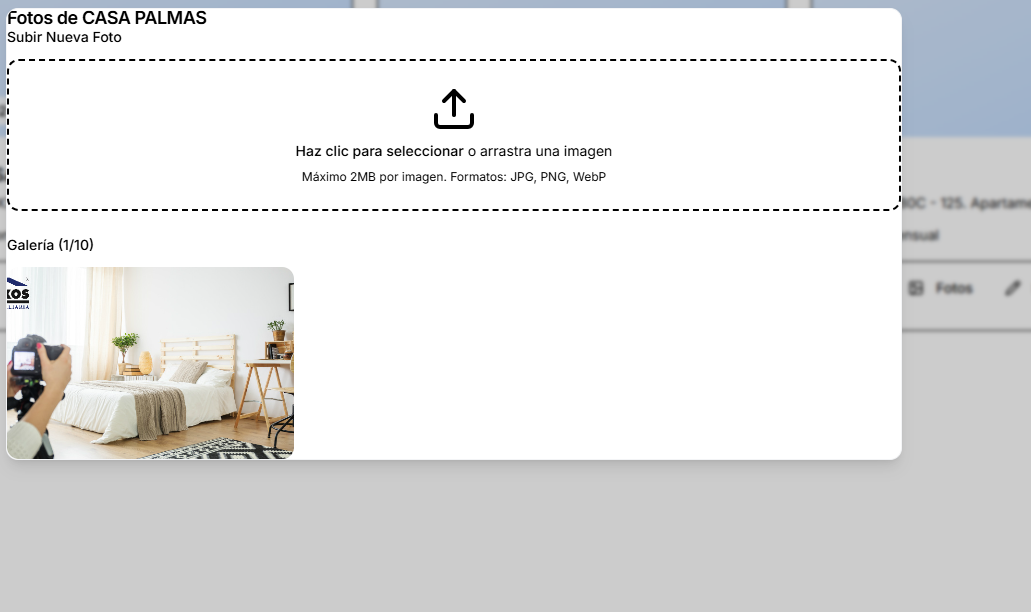 Fotos de CASA PALMAS
Subir Nueva Foto
Haz clic para seleccionar o arrastra una imagen
Máximo 2MB por imagen. Formatos: JPG, PNG, WebP
0C - 125. Apartame
nsual
Galería (1/10)
Fotos
KOS